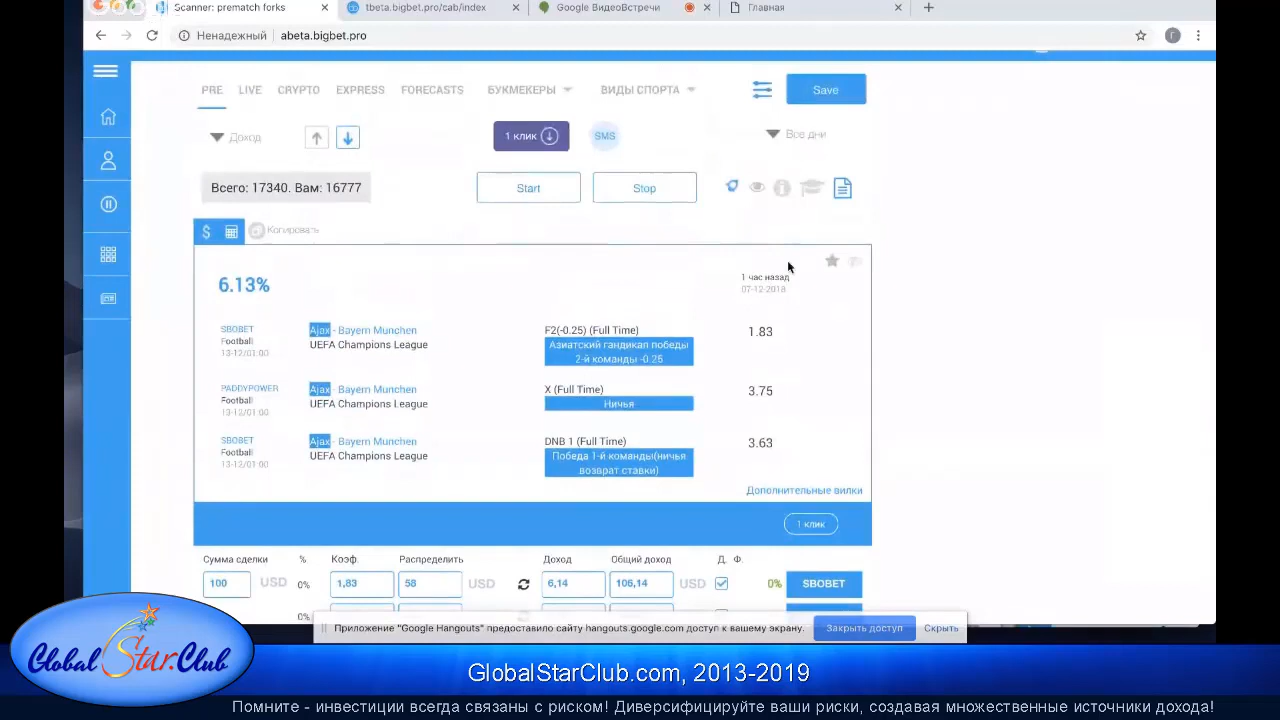 Scanner: prematch forks
tbeta.bigbet.pro/cab/index
Google ВидеоВстречи
Главная
Ненадежный
abeta.bigbet.pro
Г
PRE
LIVE
CRYPTO
EXPRESS
FORECASTS
БУКМЕКЕРЫ
ВИДЫ СПОРТА
Save
Доход
1 клик
SMS
Все дни
Всего: 17340. Вам: 16777
Start
Stop
$
Копировать
6.13%
1 час назад
07-12-2018
SBOBET
Football
13-12/01:00
Ajax - Bayern Munchen
UEFA Champions League
F2(-0.25) (Full Time)
Азиатский гандикап победы
2-й команды -0.25
1.83
PADDYPOWER
Football
13-12/01:00
Ajax - Bayern Munchen
UEFA Champions League
X (Full Time)
Ничья
3.75
SBOBET
Football
13-12/01:00
Ajax - Bayern Munchen
UEFA Champions League
DNB 1 (Full Time)
Победа 1-й команды(ничья
возврат ставки)
3.63
Дополнительные вилки
1 клик
Сумма сделки
%
Коэф.
Распределить
Доход
Общий доход
Д.
Ф.
100
USD
0%
1,83
58
USD
6,14
106,14
USD
0%
SBOBET
0%
Приложение "Google Hangouts" предоставило сайту hangouts.google.com доступ к вашему экрану.
Закрыть доступ
Скрыть
Global Star.Club
GlobalStarClub.com, 2013-2019
Помните - инвестиции всегда связаны с риском! Диверсифицируйте ваши риски, создавая множественные источники дохода!